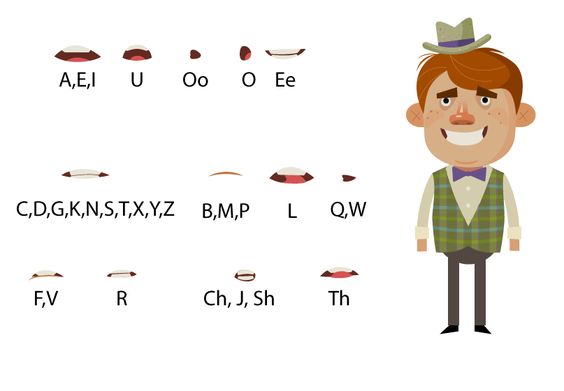 A,E,I U Oo O Ee
C,D,G,K,N,S,T,X,Y,Z B,M,P L Q,W
F,V R Ch, J, Sh Th